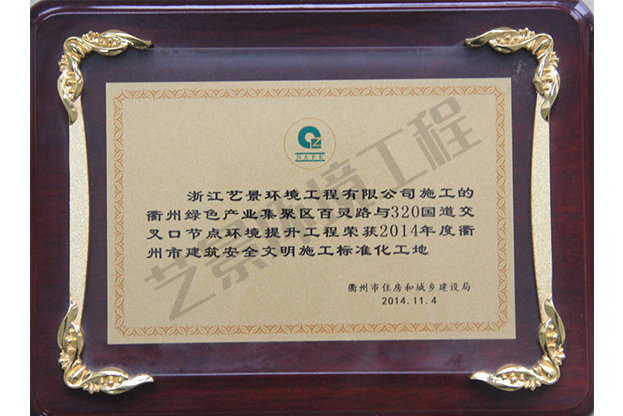 QZ
SAFE
浙江艺景环境工程有限公司施工的
衢州绿色产业集聚区百灵路与320国道交
叉口节点环境提升工程荣获2014年度衢
州市建筑安全文明施工标准化工地
衢州市住房和城乡建设局
2014.11.4
艺景环境工程